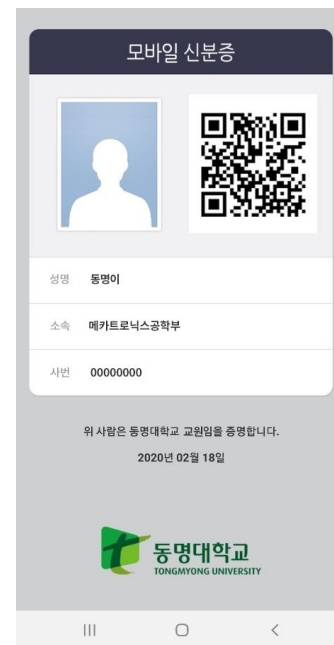 모바일 신분증
성명 동명이
소속 메카트로닉스공학부
사번 00000000
위 사람은 동명대학교 교원임을 증명합니다.
2020년 02월 18일
동명대학교
TONGMYONG UNIVERSITY